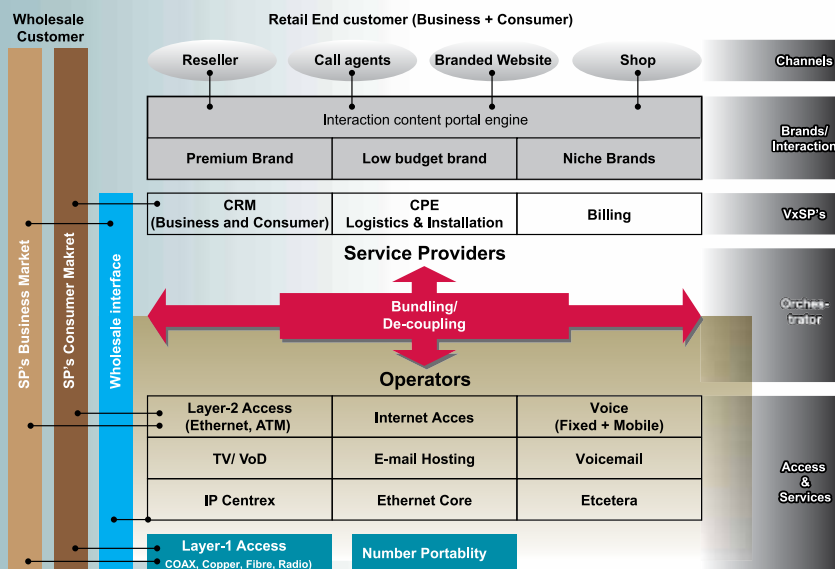 Wholesale
Customer
Retail End customer (Business + Consumer)
Reseller
Call agents
Branded Website
Shop
Channels
Interaction content portal engine
Premium Brand
Low budget brand
Niche Brands
Brands/
Interaction
CRM
(Business and Consumer)
CPE
Logistics & Installation
Billing
VxSP's
Service Providers
Bundling/
De-coupling
Orches-
trator
Operators
Layer-2 Access
(Ethernet, ATM)
Internet Acces
Voice
(Fixed + Mobile)
TV/ VoD
E-mail Hosting
Voicemail
IP Centrex
Ethernet Core
Etcetera
Access
&
Services
Layer-1 Access
COAX, Copper, Fibre, Radio)
Number Portablity
SP's Business Market
SP's Consumer Makret
Wholesale interface